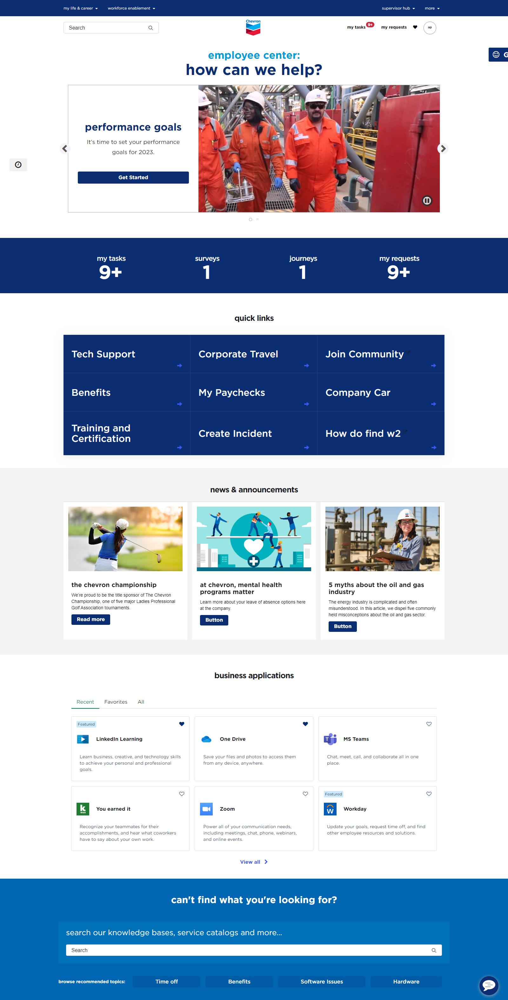 my life & career
workforce enablement
supervisor hub
more
Search
Chevron
my tasks
9+
my requests
ap
G
employee center:
how can we help?
performance goals
It's time to set your performance
goals for 2023.
Get Started
my tasks
9+
surveys
1
journeys
1
my requests
9+
quick links
Tech Support
Corporate Travel
Join Community
Benefits
My Paychecks
Company Car
Training and
Certification
Create Incident
How do find w2
news & announcements
the chevron championship
We're proud to be the title sponsor of The Chevron
Championship, one of five major Ladies Professional
Golf Association tournaments.
Read more
at chevron, mental health
programs matter
Learn more about your leave of absence options here
at the company.
Button
5 myths about the oil and gas
industry
The energy industry is complicated and often
misunderstood. In this article, we dispel five commonly
held misconceptions about the oil and gas sector.
Button
business applications
Recent
Favorites
All
Featured
LinkedIn Learning
Learn business, creative, and technology skills
to achieve your personal and professional
goals.
One Drive
Save your files and photos to access them
from any device, anywhere.
T
MS Teams
Chat, meet, call, and collaborate all in one
place.
k
You earned it
Recognize your teammates for their
accomplishments, and hear what coworkers
have to say about your own work.
Zoom
Power all of your communication needs,
including meetings, chat, phone, webinars,
and online events.
Featured
W
Workday
Update your goals, request time off, and find
other employee resources and solutions.
View all
can't find what you're looking for?
search our knowledge bases, service catalogs and more...
Search
browse recommended topics:
Time off
Benefits
Software Issues
Hardware